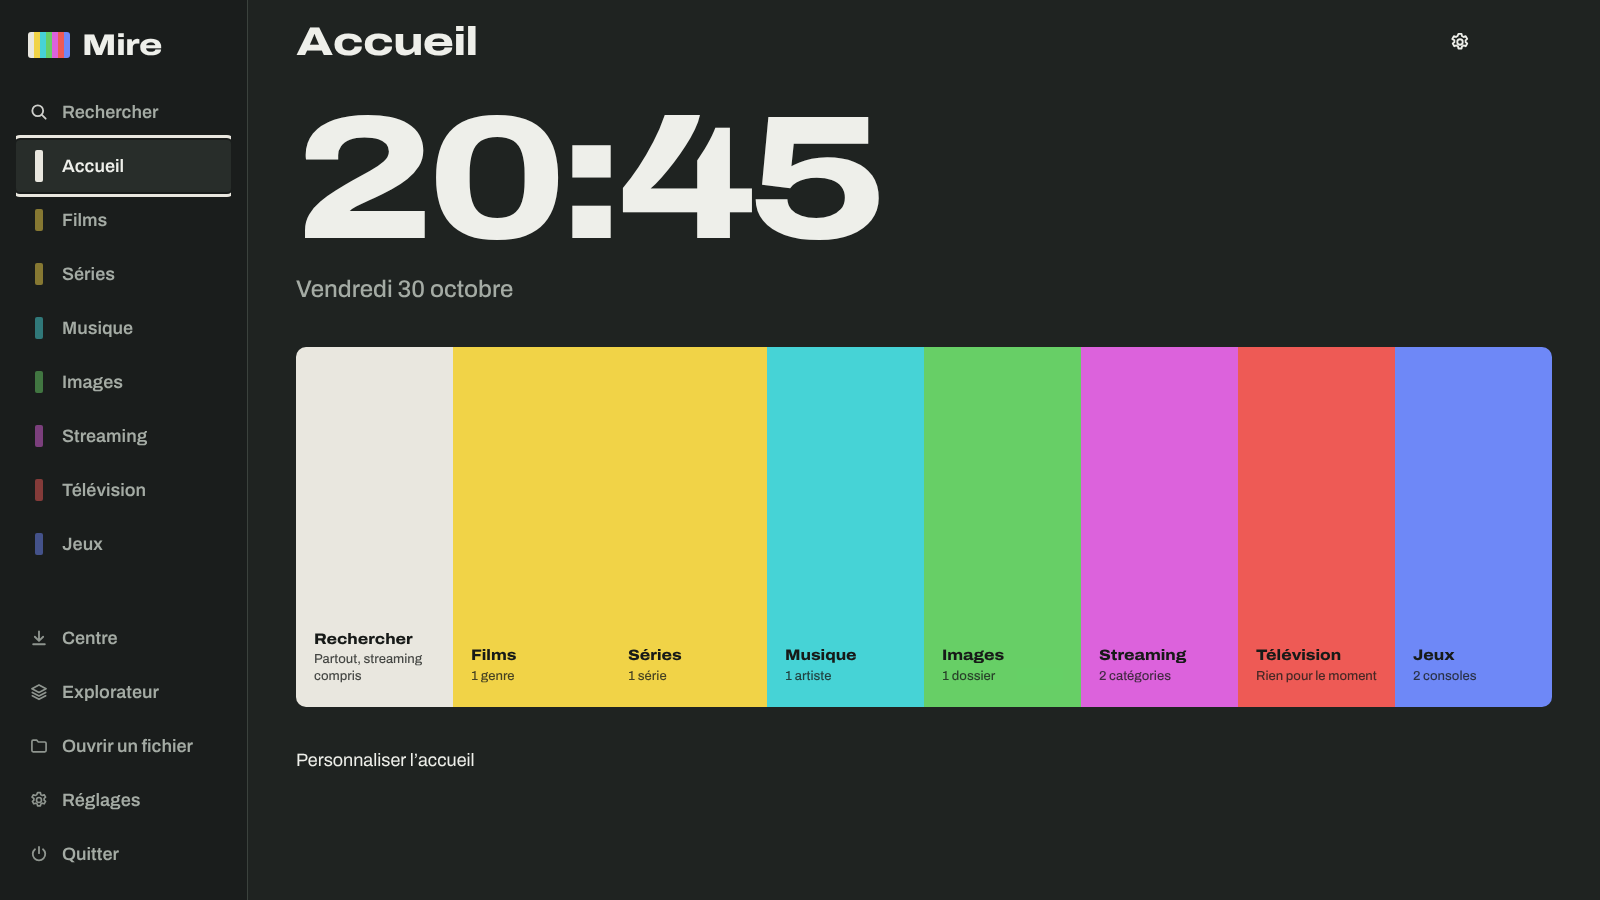 Mire
Rechercher
Accueil
Films
Séries
Musique
Images
Streaming
Télévision
Jeux
Centre
Explorateur
Ouvrir un fichier
Réglages
Quitter
Accueil
20:45
Vendredi 30 octobre
Rechercher
Partout, streaming
compris
Films
1 genre
Séries
1 série
Musique
1 artiste
Images
1 dossier
Streaming
2 catégories
Télévision
Rien pour le moment
Jeux
2 consoles
Personnaliser l’accueil